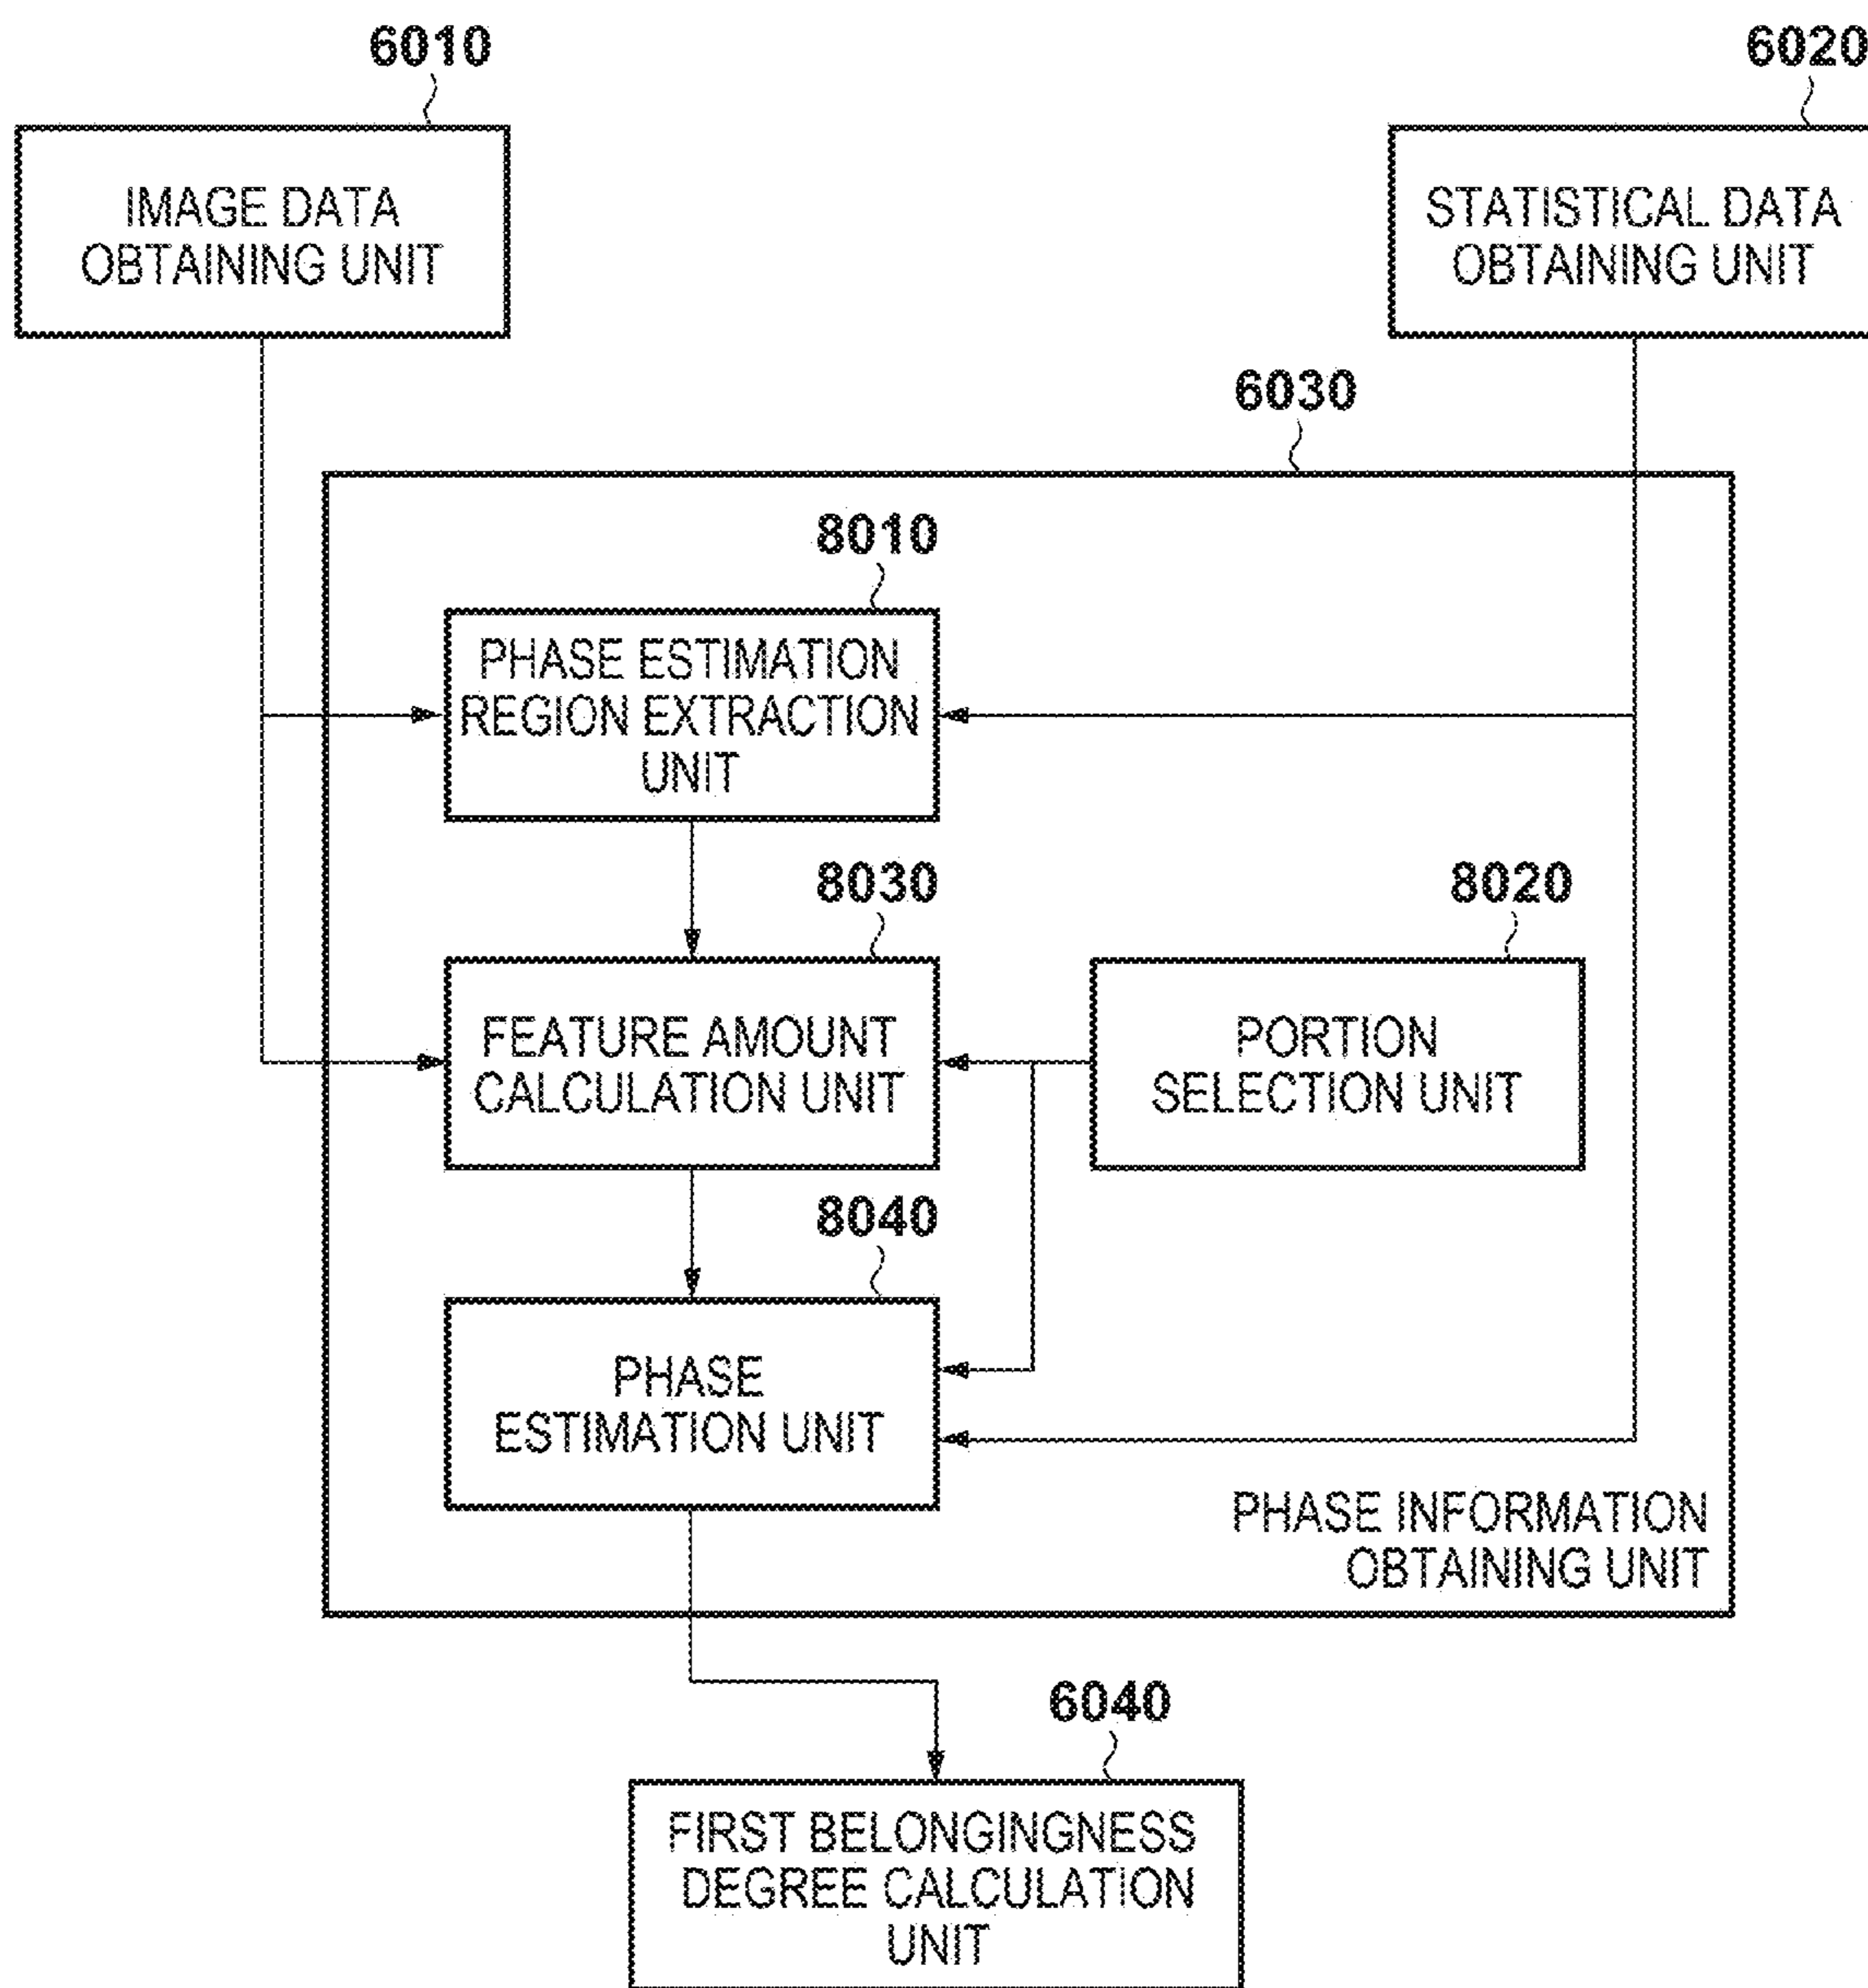 6010
6020
IMAGE DATA
OBTAINING UNIT
STATISTICAL DATA
OBTAINING UNIT
6030
8010
PHASE ESTIMATION
REGION EXTRACTION
UNIT
8030
8020
FEATURE AMOUNT
CALCULATION UNIT
PORTION
SELECTION UNIT
8040
PHASE
ESTIMATION UNIT
PHASE INFORMATION
OBTAINING UNIT
6040
FIRST BELONGINGNESS
DEGREE CALCULATION
UNIT